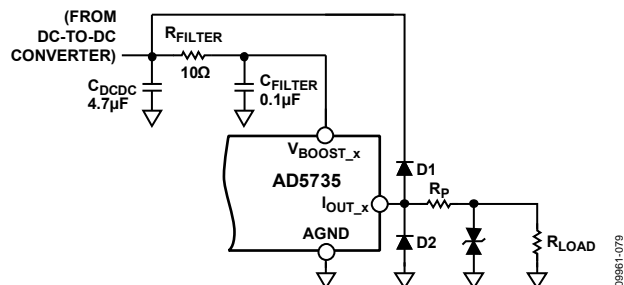 (FROM
DC-TO-DC
CONVERTER)
RFILTER
10Ω
CDCDC
4.7µF
CFILTER
0.1µF
VBOOST_x
AD5735
IOUT_x
AGND
D1
RP
D2
RLOAD
09961-079